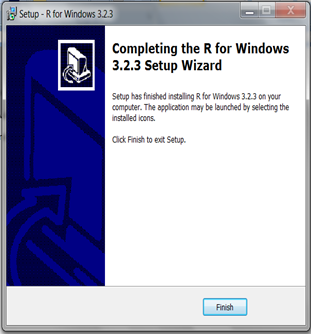 Setup - R for Windows 3.2.3
Completing the R for Windows
3.2.3 Setup Wizard
Setup has finished installing R for Windows 3.2.3 on your
computer. The application may be launched by selecting the
installed icons.
Click Finish to exit Setup.
Finish